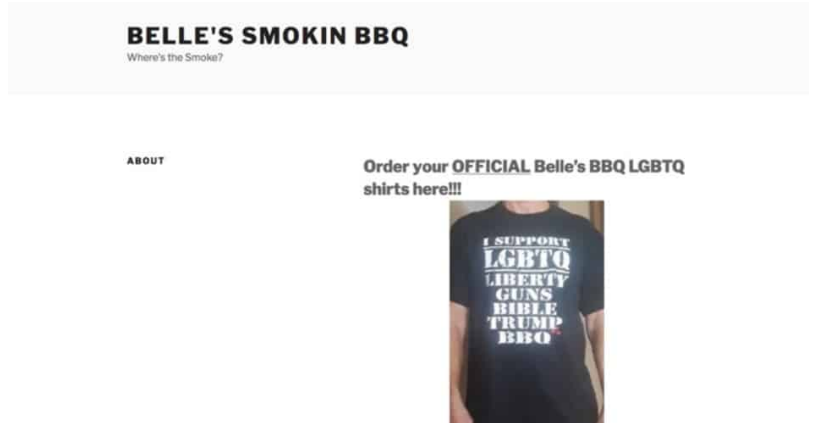 BELLE'S SMOKIN BBQ
Where's the Smoke?
ABOUT
Order your OFFICIAL Belle's BBQ LGBTQ
shirts here!!!
I SUPPORT
LGBTQ
LIBERTY
GUNS
BIBLE
TRUMP
BBQ